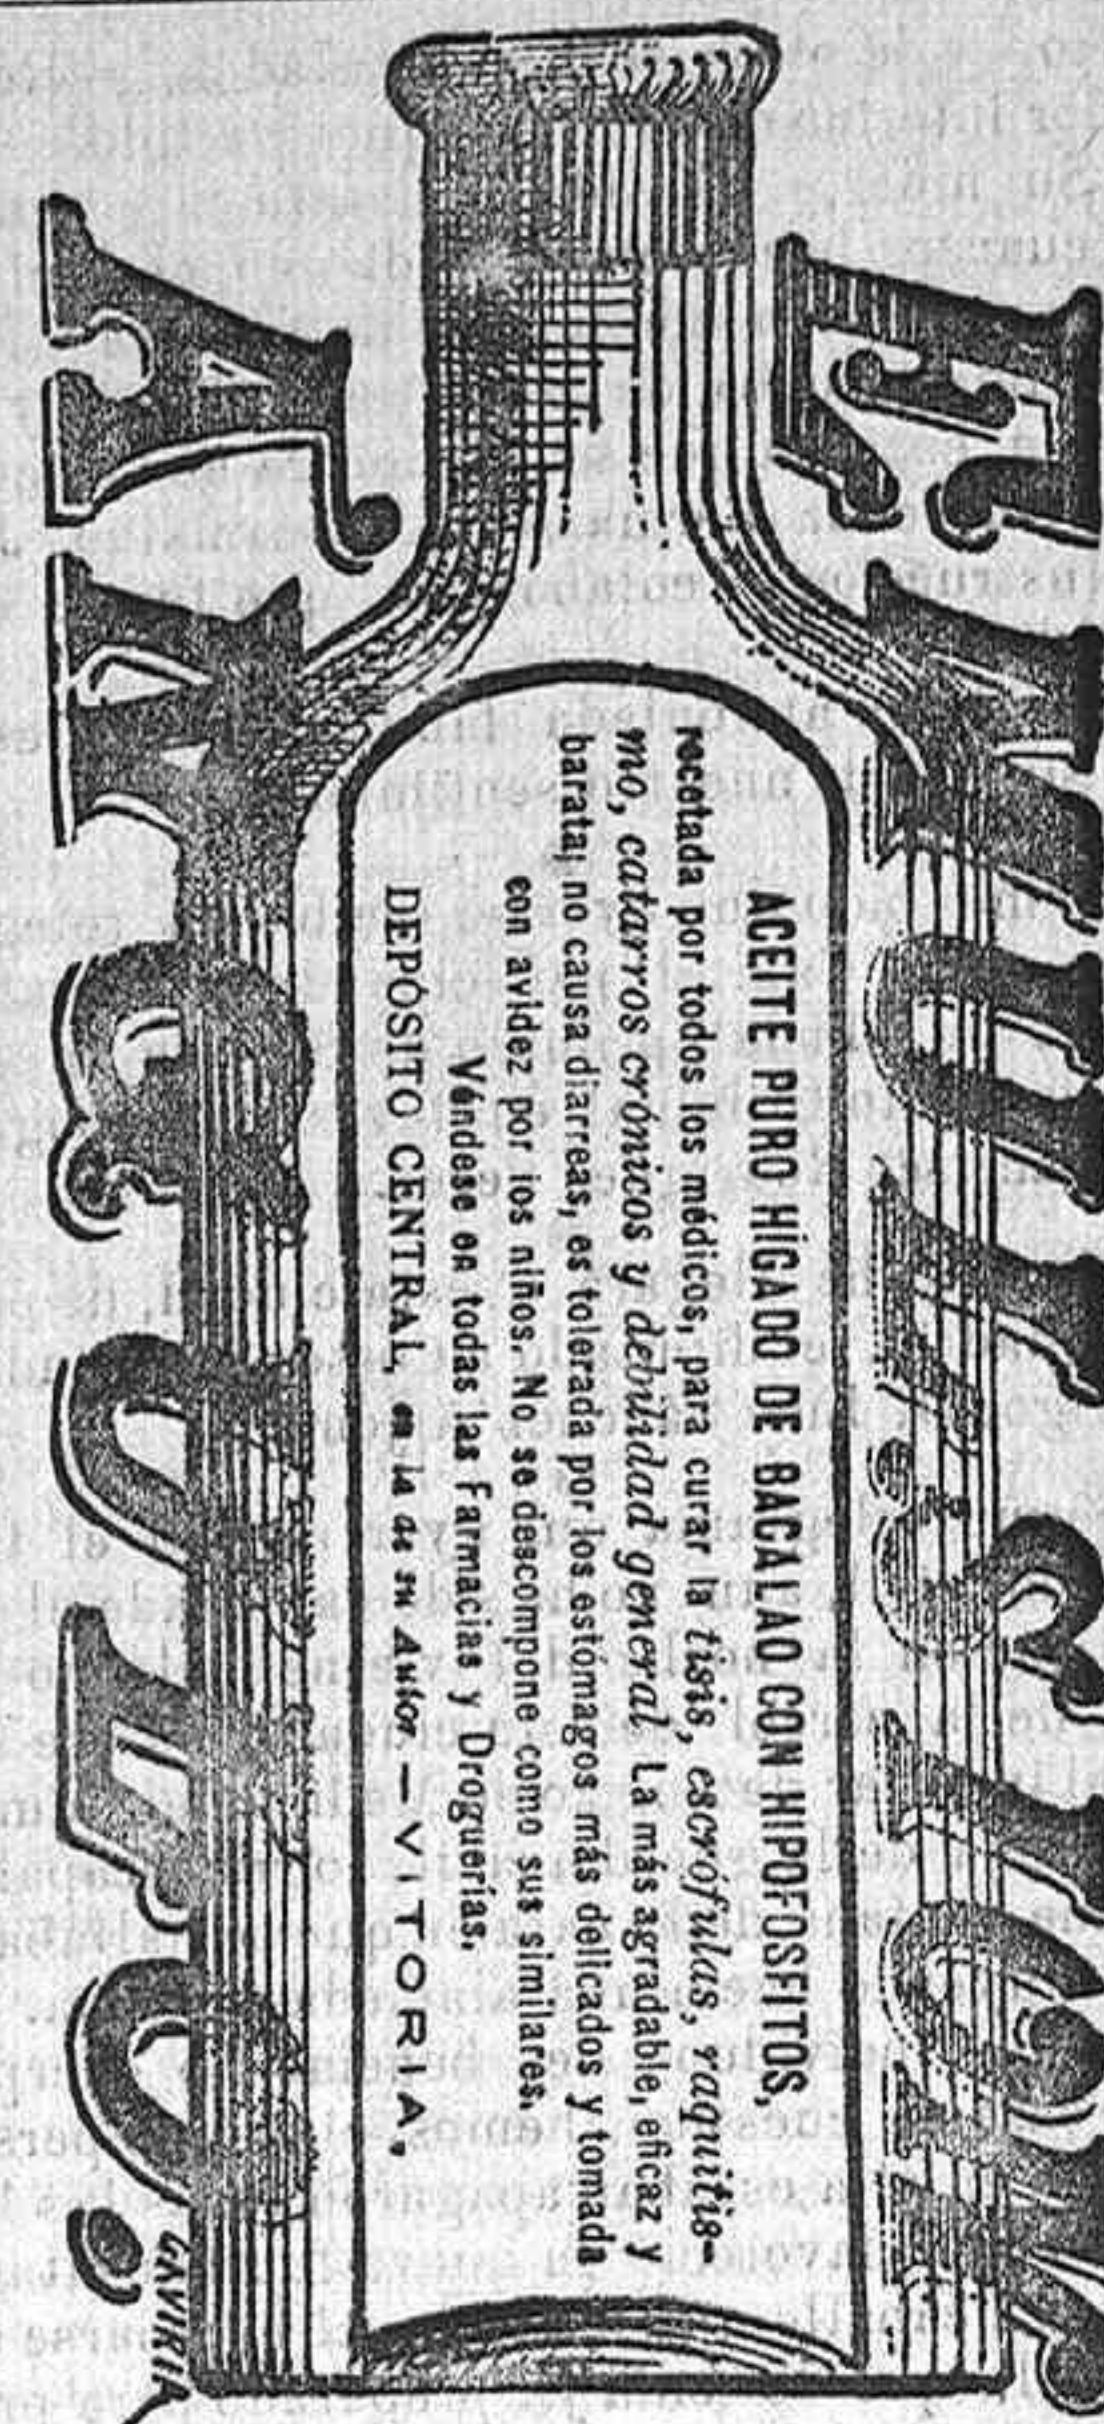 EMULSIÓN
ACEITE PURO HÍGADO DE BACALAO CON HIPOFOSFITOS,
recetada por todos los médicos, para curar la tisis, escrófulas, raquitis-
mo, catarros crónicos y debilidad general La más agradable, eficaz y
barata; no causa diarreas, es tolerada por los estómagos más delicados y tomada
con avidez por los niños. No se descompone como sus similares.
Véndese en todas las Farmacias y Droguerías.
DEPÓSITO CENTRAL, en la de su Autor — VITORIA.
GAVIRIA